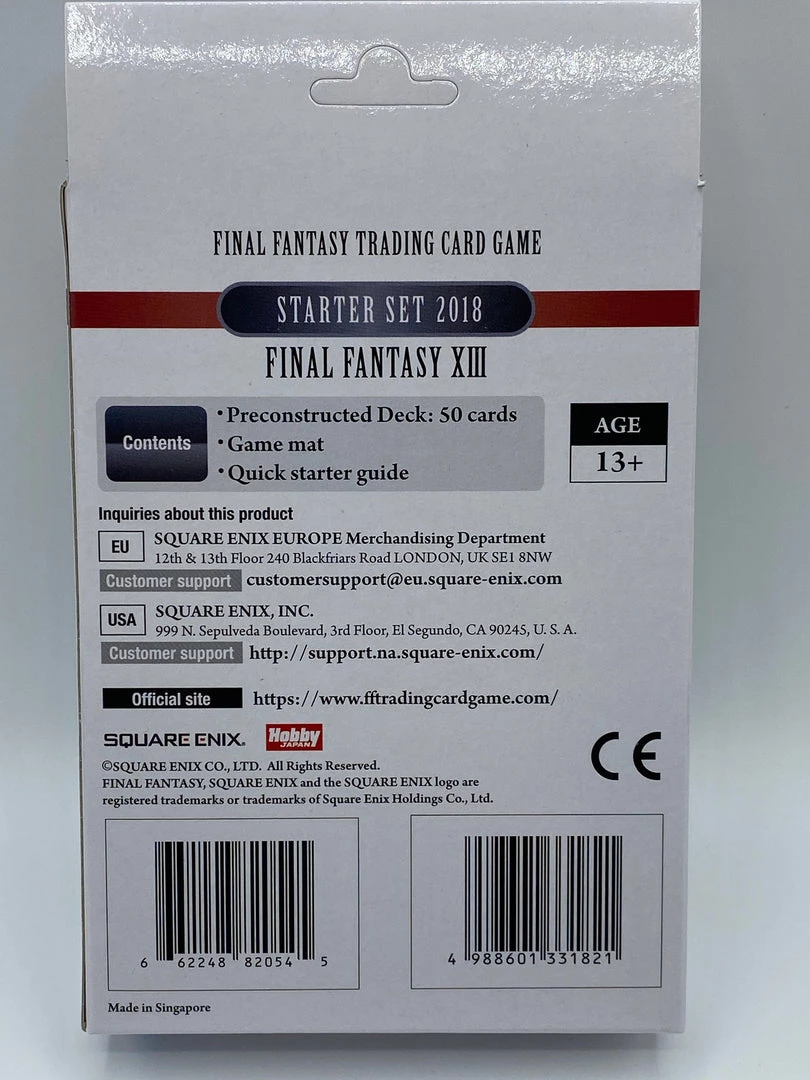 FINAL FANTASY TRADING CARD GAME
STARTER SET 2018
FINAL FANTASY XIII
Contents
•Preconstructed Deck: 50 cards
•Game mat
•Quick starter guide
AGE
13+
Inquiries about this product
EU
SQUARE ENIX EUROPE Merchandising Department
12th & 13th Floor 240 Blackfriars Road LONDON, UK SE1 8NW
Customer support customersupport@eu.square-enix.com
USA
SQUARE ENIX, INC.
999 N. Sepulveda Boulevard, 3rd Floor, El Segundo, CA 90245, U. S. A.
Customer support http://support.na.square-enix.com/
Official site https://www.fftradingcardgame.com/
SQUARE ENIX.
Hobby
JAPAN
CE
©SQUARE ENIX CO., LTD. All Rights Reserved.
FINAL FANTASY, SQUARE ENIX and the SQUARE ENIX logo are
registered trademarks or trademarks of Square Enix Holdings Co., Ltd.
6 62248 82054 5
4 988601 331821
Made in Singapore